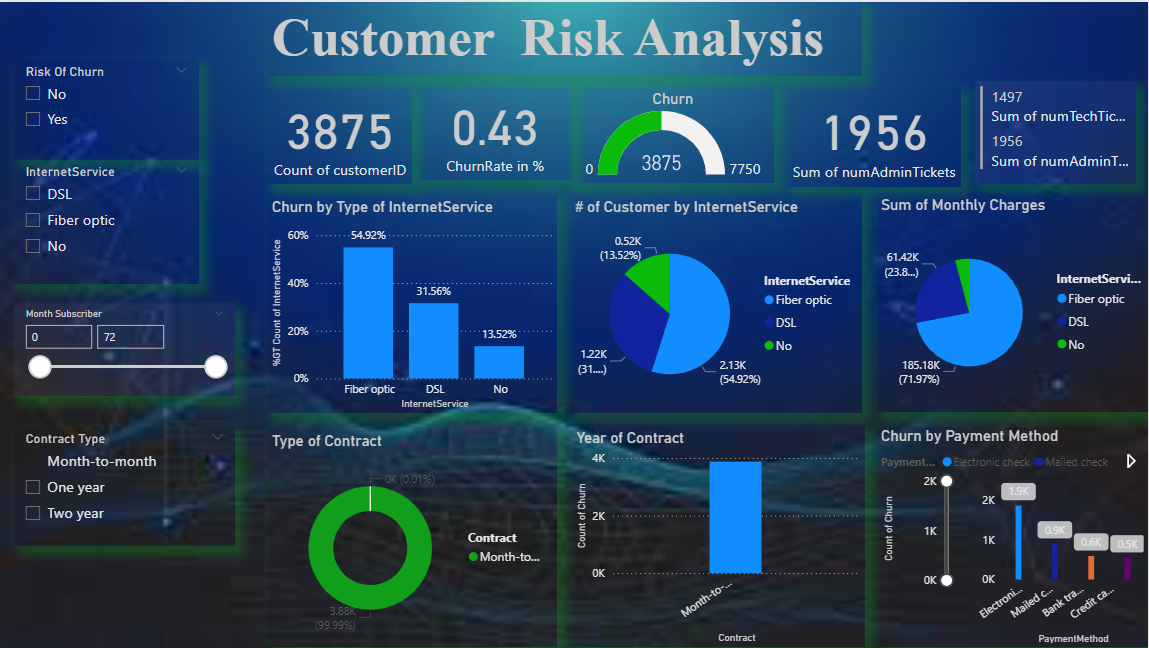 Customer Risk Analysis
Risk Of Churn
No
Yes
InternetService
DSL
Fiber optic
No
Month Subscriber
0
72
Contract Type
Month-to-month
One year
Two year
3875
Count of customerID
0.43
ChurnRate in %
Churn
0
3875
7750
1956
Sum of numAdminTickets
1497
Sum of numTechTic...
1956
Sum of numAdminT...
Churn by Type of InternetService
%GT Count of InternetService
60%
40%
20%
0%
54.92%
31.56%
13.52%
Fiber optic
DSL
No
InternetService
# of Customer by InternetService
0.52K
(13.52%)
1.22K
(31....)
2.13K
(54.92%)
InternetService
Fiber optic
DSL
No
Sum of Monthly Charges
61.42K
(23.8...)
185.18K
(71.97%)
InternetServi...
Fiber optic
DSL
No
Type of Contract
0K (0.01%)
3.88K
(99.99%)
Contract
Month-to...
Year of Contract
Count of Churn
4K
2K
0K
Month-to-...
Contract
Churn by Payment Method
Payment... Electronic check Mailed check
Count of Churn
2K
1K
0K
2K
1K
0K
1.9K
0.9K
0.6K
0.5K
Electroni...
Mailed c...
Bank tra...
Credit ca...
PaymentMethod